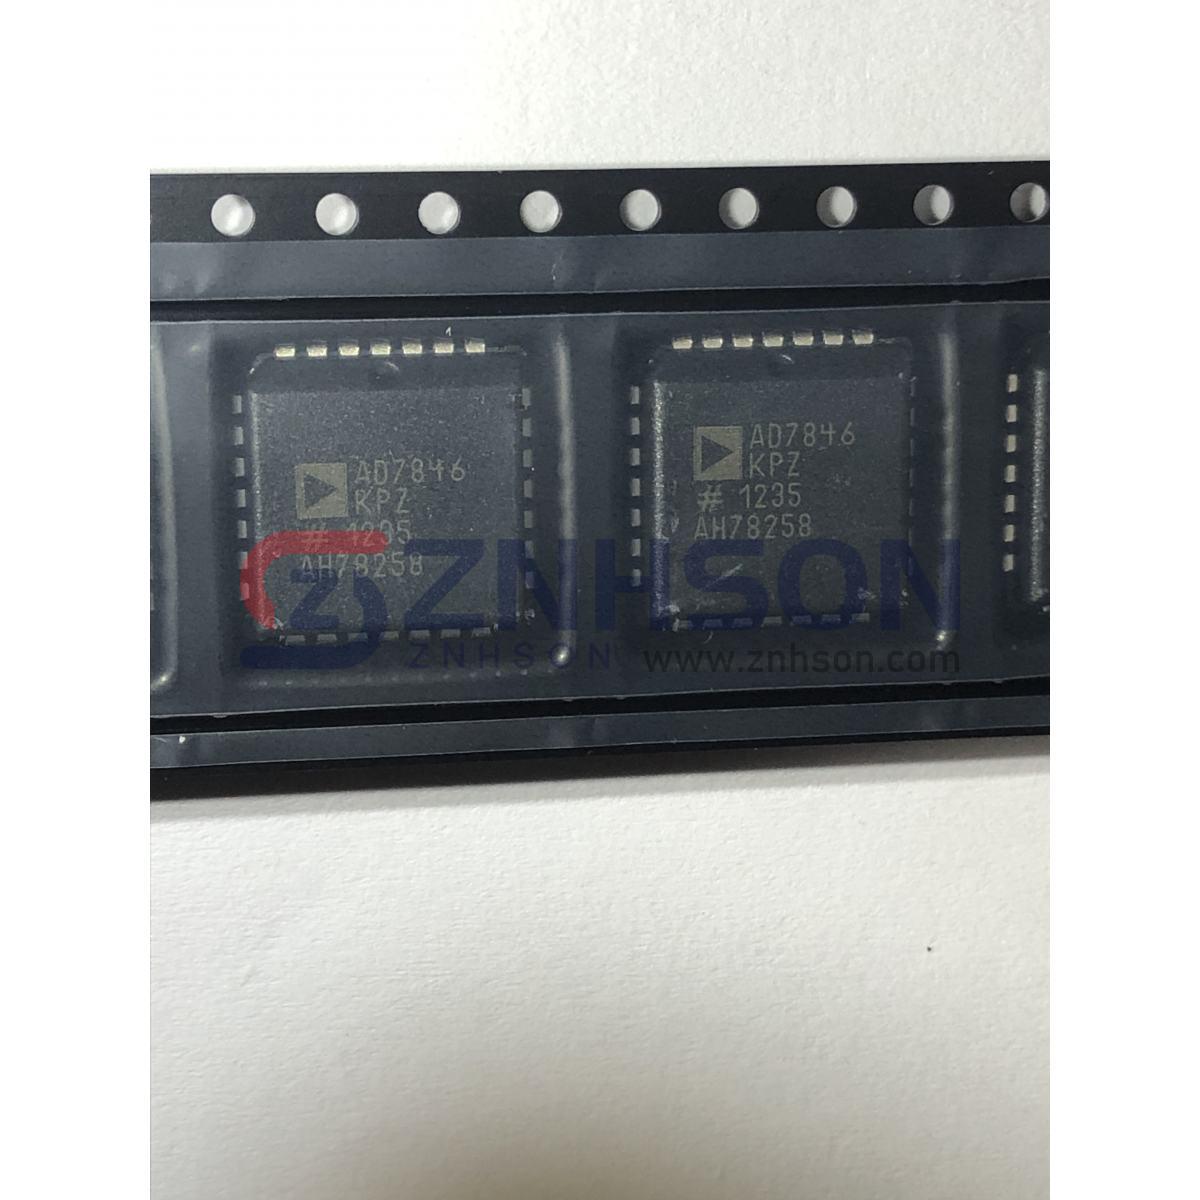 AD7846
KPZ
# 1235
AH78258
AD7846
KPZ
# 1235
AH78258
ZNHSON
ZNHSON
www.znhson.com